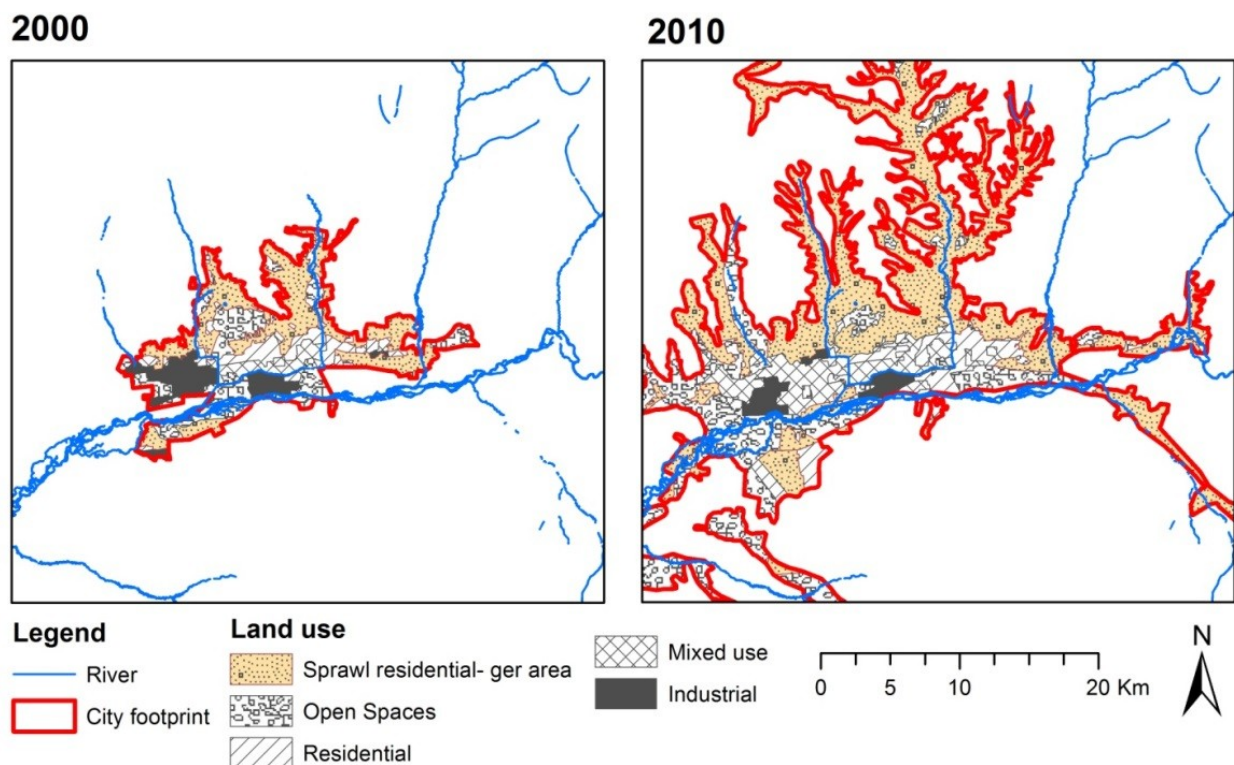 2000
2010
Legend
River
City footprint
Land use
Sprawl residential- ger area
Open Spaces
Residential
Mixed use
Industrial
0 5 10 20 Km
N